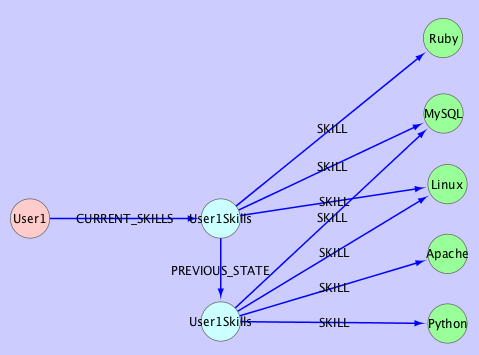 Ruby
MySQL
SKILL
SKILL
Linux
SKILL
User1
CURRENT_SKILLS
User1Skills
SKILL
Apache
SKILL
PREVIOUS_STATE
SKILL
User1Skills
SKILL
Python